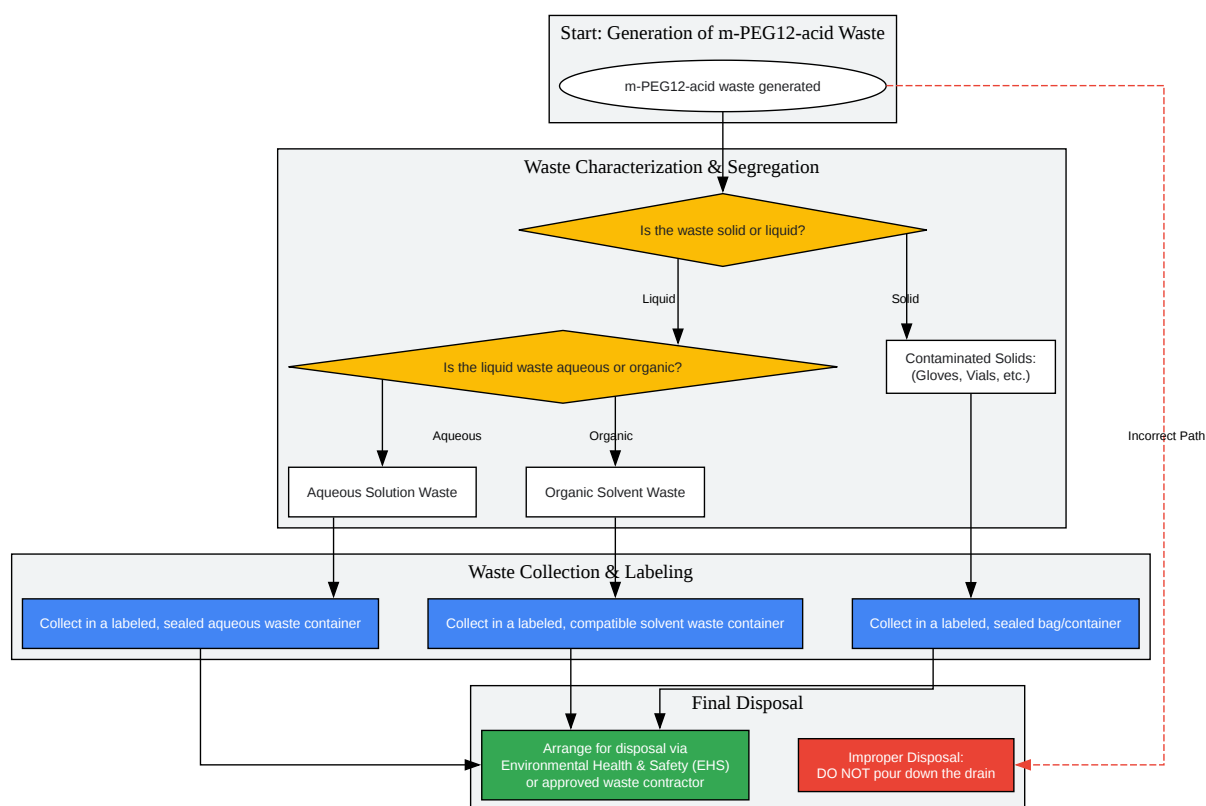 Start: Generation of m-PEG12-acid Waste
m-PEG12-acid waste generated
Waste Characterization & Segregation
Is the waste solid or liquid?
Liquid
Solid
Is the liquid waste aqueous or organic?
Contaminated Solids:
(Gloves, Vials, etc.)
Aqueous
Organic
Incorrect Path
Aqueous Solution Waste
Organic Solvent Waste
Waste Collection & Labeling
Collect in a labeled, sealed aqueous waste container
Collect in a labeled, compatible solvent waste container
Collect in a labeled, sealed bag/container
Final Disposal
Arrange for disposal via
Environmental Health & Safety (EHS)
or approved waste contractor
Improper Disposal:
DO NOT pour down the drain